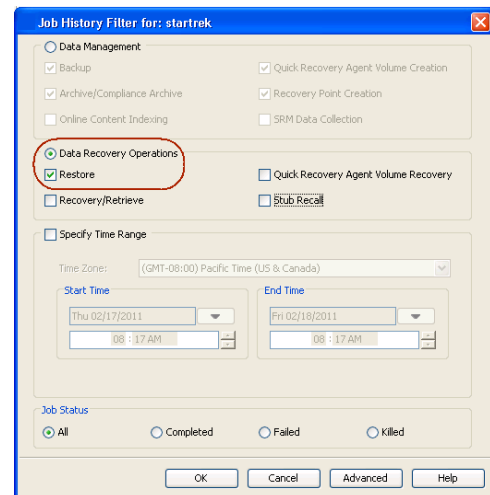 Job History Filter for: startrek
Data Management
Backup
Quick Recovery Agent Volume Creation
Archive/Compliance Archive
Recovery Point Creation
Online Content Indexing
SRM Data Collection
Data Recovery Operations
Restore
Quick Recovery Agent Volume Recovery
Recovery/Retrieve
Stub Recall
Specify Time Range
Time Zone: (GMT-08:00) Pacific Time (US & Canada)
Start Time
End Time
Thu 02/17/2011
Fri 02/18/2011
08 : 17 AM
08 : 17 AM
Job Status
All
Completed
Failed
Killed
OK
Cancel
Advanced
Help